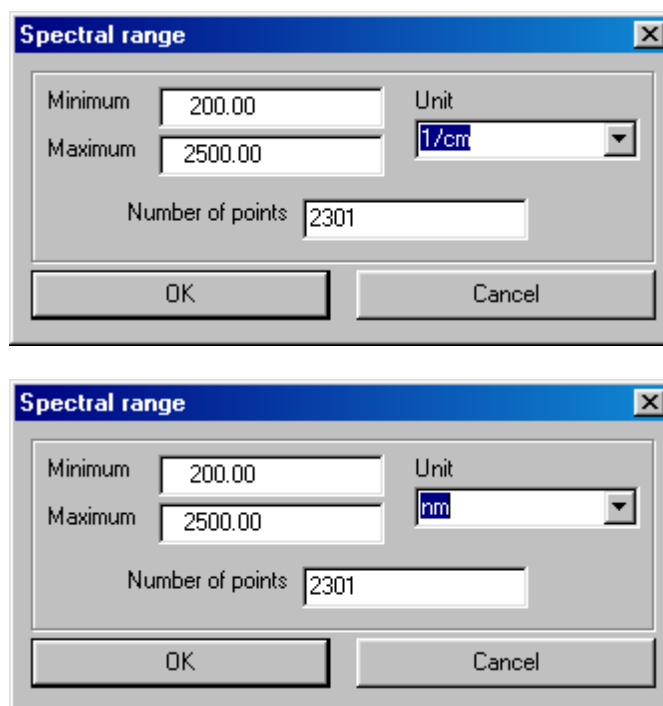 Spectral range
Minimum 200.00 Unit
Maximum 2500.00 1/cm
Number of points 2301
OK Cancel
Spectral range
Minimum 200.00 Unit
Maximum 2500.00 nm
Number of points 2301
OK Cancel